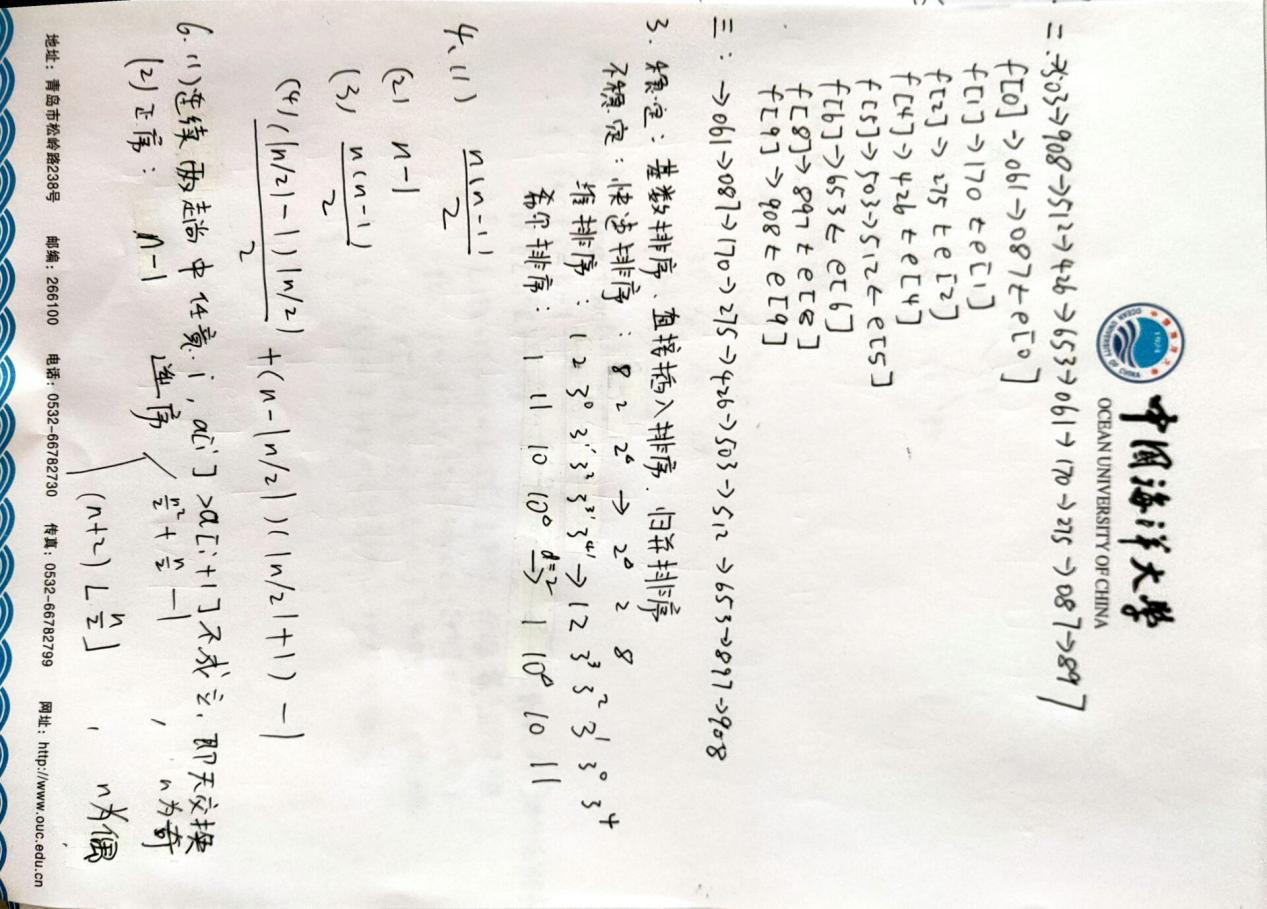 中国海洋大学
OCEAN UNIVERSITY OF CHINA
二:→503→908→512→426→653→061→170→275→087→897
f[0]→061→087←e[0]
f[1]→170←e[1]
f[2]→275←e[2]
f[4]→426←e[4]
f[5]→503→512←e[5]
f[6]→653←e[6]
f[8]→897←e[8]
f[9]→908←e[9]
三:→061→087→170→275→426→503→512→653→897→908
3. 稳定:基数排序、直接插入排序、归并排序
不稳定:快速排序: 8 2 2⁰ → 2⁰ 2 8
排序: 1 2 3⁰ 3¹ 3² 3³ 3⁴ → 1 2 3³ 3² 3¹ 3⁰ 3⁴
希尔排序: 1 11 10 10⁰ d=2→ 1 10⁰ 10 11
4、(1) n(n-1)/2
(2) n-1
(3) n(n-1)/2
(4) (⌊n/2⌋-1)⌊n/2⌋/2 + (n-⌊n/2⌋)(⌊n/2⌋+1)-1
6.(1)连续两趟中任意i,a[i]>a[i+1]不成立,即无交换
(2)正序: n-1 逆序 n²/2+n/2-1, n为奇
(n+2)⌊n/2⌋, n为偶
地址:青岛市松岭路238号 邮编:266100 电话:0532-66782730 传真:0532-66782799 网址:http://www.ouc.edu.cn